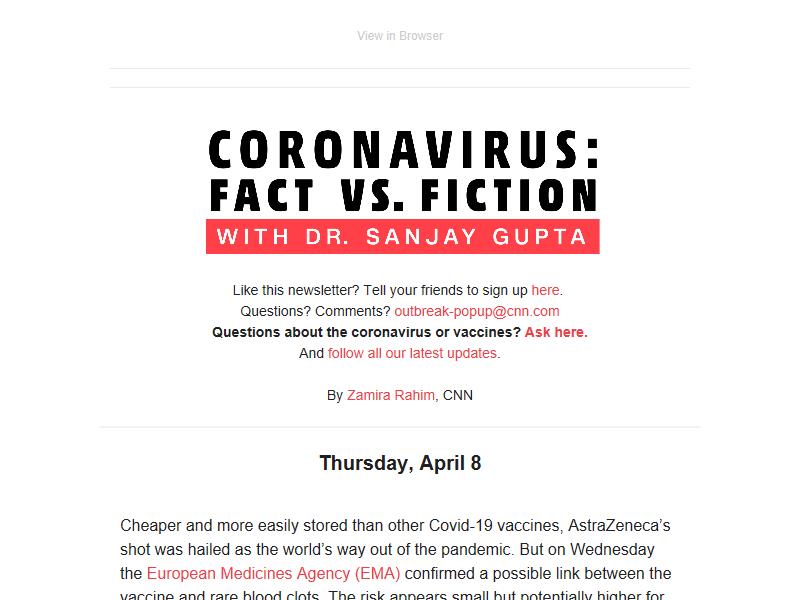 View in Browser
CORONAVIRUS:
FACT VS. FICTION
WITH DR. SANJAY GUPTA
Like this newsletter? Tell your friends to sign up here.
Questions? Comments? outbreak-popup@cnn.com
Questions about the coronavirus or vaccines? Ask here.
And follow all our latest updates.
By Zamira Rahim, CNN
Thursday, April 8
Cheaper and more easily stored than other Covid-19 vaccines, AstraZeneca’s
shot was hailed as the world’s way out of the pandemic. But on Wednesday
the European Medicines Agency (EMA) confirmed a possible link between the
vaccine and rare blood clots. The risk appears small but potentially higher for